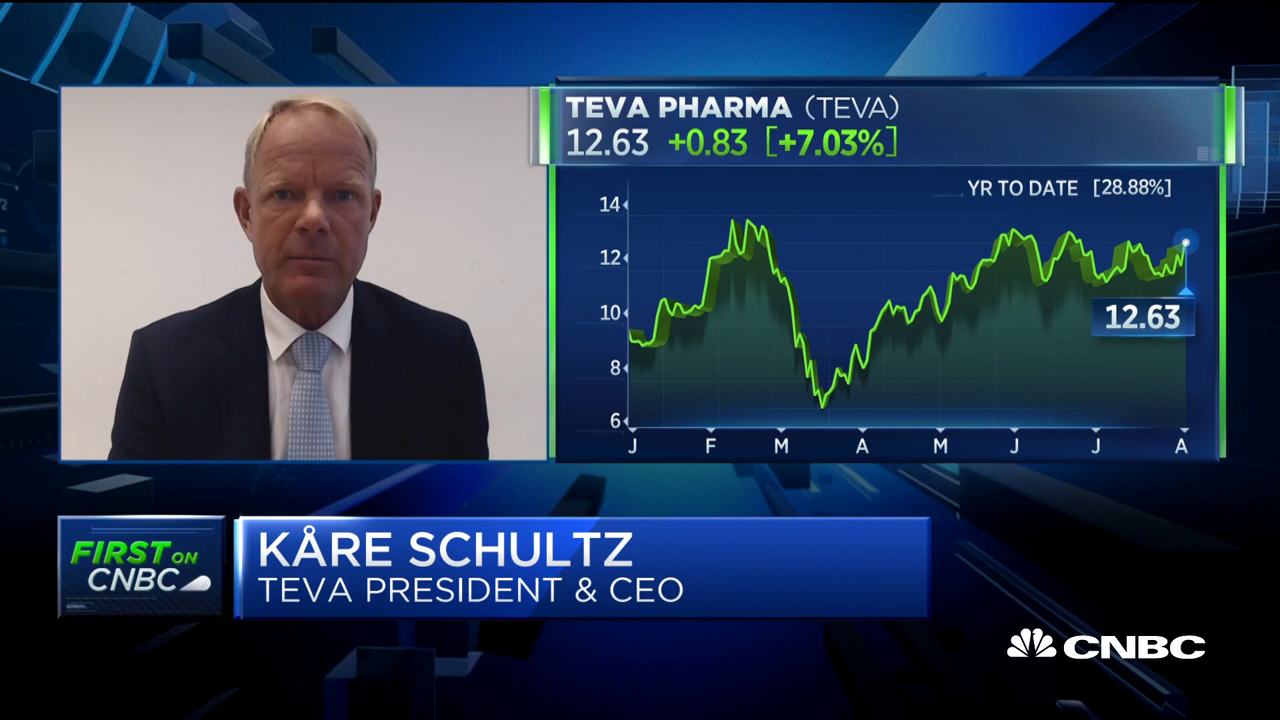 TEVA PHARMA (TEVA)
12.63 +0.83 [+7.03%]
YR TO DATE [28.88%]
14
12
10
8
6
12.63
J F M A M J J A
FIRST ON
CNBC
KÅRE SCHULTZ
TEVA PRESIDENT & CEO
CNBC